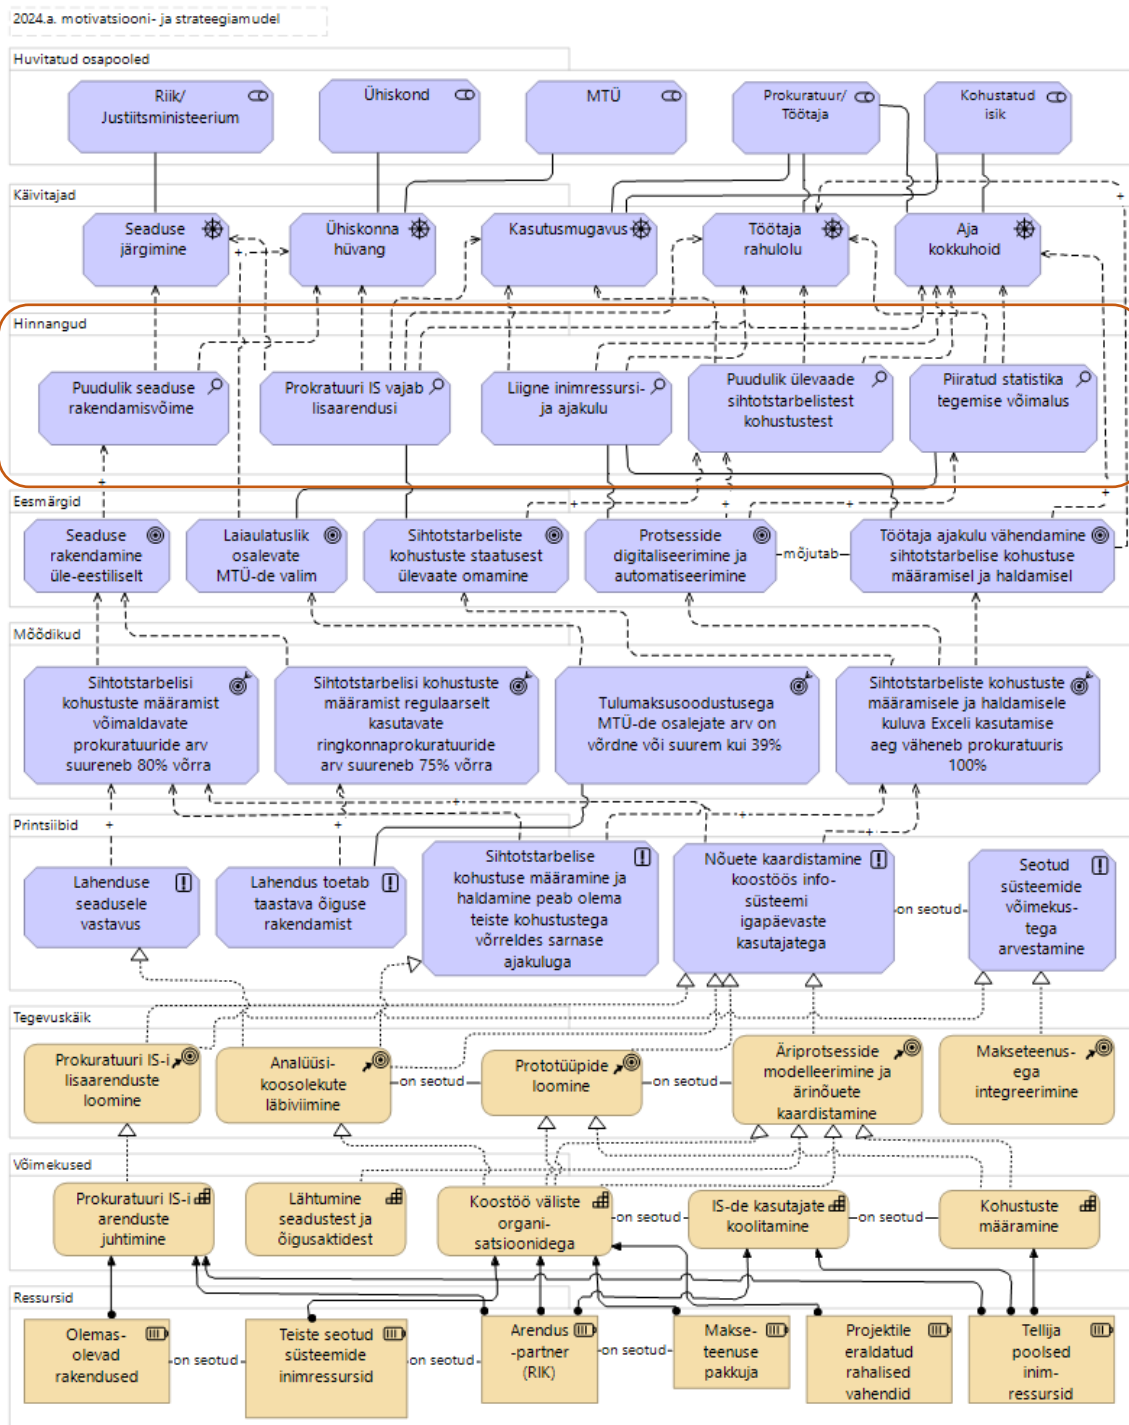 2024.a. motivatsiooni- ja strateegiamudel
Huvitatud osapooled
Riik/
Justiitsministeerium
Ühiskond
MTÜ
Prokuratuur/
Töötaja
Kohustatud
isik
Käivitajad
Seaduse
järgimine
Ühiskonna
hüvang
Kasutusmugavus
Töötaja
rahulolu
Aja
kokkuhoid
+
+
Hinnangud
Puudulik seaduse
rakendamisvõime
Prokratuuri IS vajab
lisaarendusi
Liigne inimressursi-
ja ajakulu
Puudulik ülevaade
sihtotstarbelistest
kohustustest
Piiratud statistika
tegemise võimalus
+
+
Eesmärgid
+
+
+
Seaduse
rakendamine
üle-eestiliselt
Laiaulatuslik
osalevate
MTÜ-de valim
Sihtotstarbeliste
kohustuste staatusest
ülevaate omamine
Protsesside
digitaliseerimine ja
automatiseerimine
mõjutab
Töötaja ajakulu vähendamine
sihtotstarbelise kohustuse
määramisel ja haldamisel
Mõõdikud
Sihtotstarbelisi
kohustuste määramist
võimaldavate
prokuratuuride arv
suureneb 80% võrra
Sihtotstarbelisi kohustuste
määramist regulaarselt
kasutavate
ringkonnaprokuratuuride
arv suureneb 75% võrra
Tulumaksusoodustusega
MTÜ-de osalejate arv on
võrdne või suurem kui 39%
Sihtotstarbeliste kohustuste
määramisele ja haldamisele
kuluva Exceli kasutamise
aeg väheneb prokuratuuris
100%
+
+
Printsiibid
+
+
+
Lahenduse
seadusele
vastavus
Lahendus toetab
taastava õiguse
rakendamist
Sihtotstarbelise
kohustuse määramine ja
haldamine peab olema
teiste kohustustega
võrreldes sarnase
ajakuluga
Nõuete kaardistamine
koostöös info-
süsteemi
igapäevaste
kasutajatega
on seotud
Seotud
süsteemide
võimekus-
tega
arvestamine
Tegevuskäik
Prokuratuuri IS-i
lisaarenduste
loomine
Analüüsi-
koosolekute
läbiviimine
on seotud
Prototüüpide
loomine
on seotud
Äriprotsesside
modelleerimine ja
ärinõuete
kaardistamine
Makseteenus-
ega
integreerimine
Võimekused
Prokuratuuri IS-i
arenduste
juhtimine
Lähtumine
seadustest ja
õigusaktidest
Koostöö väliste
organi-
satsioonidega
on seotud
IS-de kasutajate
koolitamine
on seotud
Kohustuste
määramine
Ressursid
Olemas-
olevad
rakendused
on seotud
Teiste seotud
süsteemide
inimressursid
on seotud
Arendus
-partner
(RIK)
on seotud
Makse-
teenuse
pakkuja
Projektile
eraldatud
rahalised
vahendid
Tellija
poolsed
inim-
ressursid